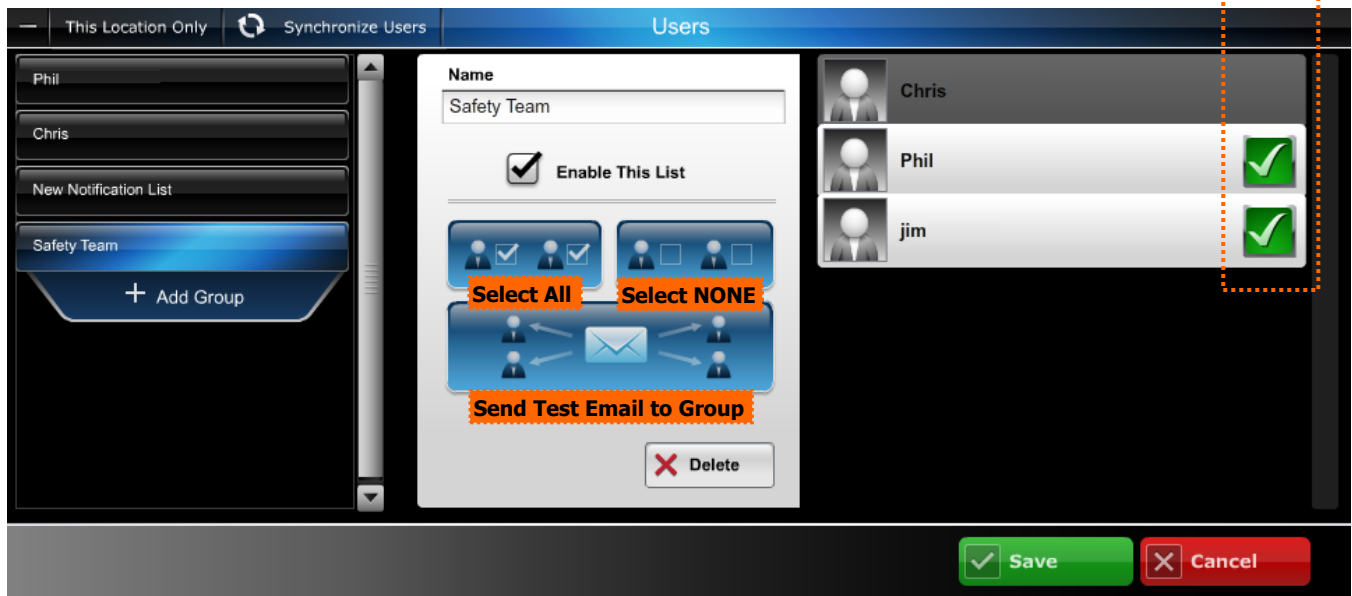 This Location Only
Synchronize Users
Users
Phil
Chris
New Notification List
Safety Team
+ Add Group
Name
Safety Team
Enable This List
Select All
Select NONE
Send Test Email to Group
Delete
Chris
Phil
jim
Save
Cancel